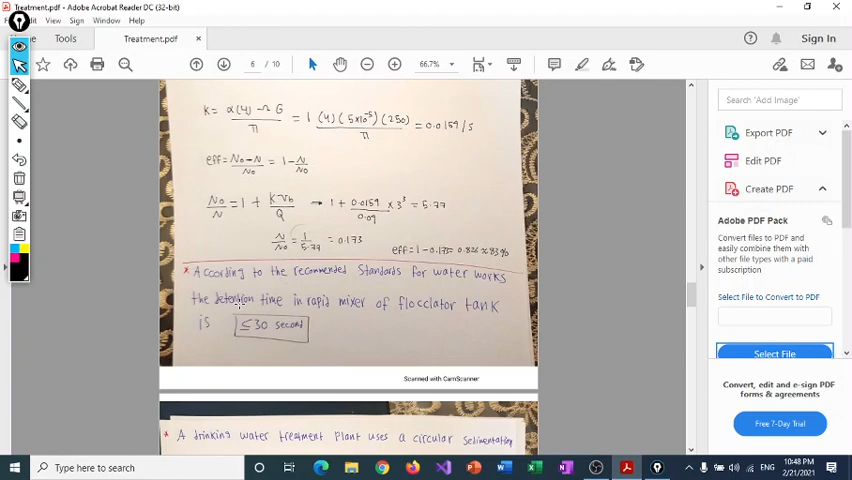 Treatment.pdf - Adobe Acrobat Reader DC (32-bit)
View Sign Window Help
Tools Treatment.pdf × Sign In
6 / 10 66.7%
K = α(4) Ω G / π = 1 (4) (5x10⁻⁵) (250) / π = 0.0159/s
eff = No-N / No = 1 - N / No
No / N = 1 + K Vb / Q → 1 + 0.0159 / 0.09 x 3³ = 5.77
N / No = 1 / 5.77 = 0.173
eff = 1 - 0.173 = 0.826 ≈ 83%
* According to the recommended Standards for water works
the detention time in rapid mixer of flocclator tank
is ≤30 second
Scanned with CamScanner
* A drinking water treatment plant uses a circular sedimentation
Search 'Add Image'
Export PDF
Edit PDF
Create PDF
Adobe PDF Pack
Convert files to PDF and
easily combine them with
other file types with a paid
subscription
Select File to Convert to PDF
Select File
Convert, edit and e-sign PDF
forms & agreements
Free 7-Day Trial
Type here to search
ENG
10:48 PM
2/21/2021